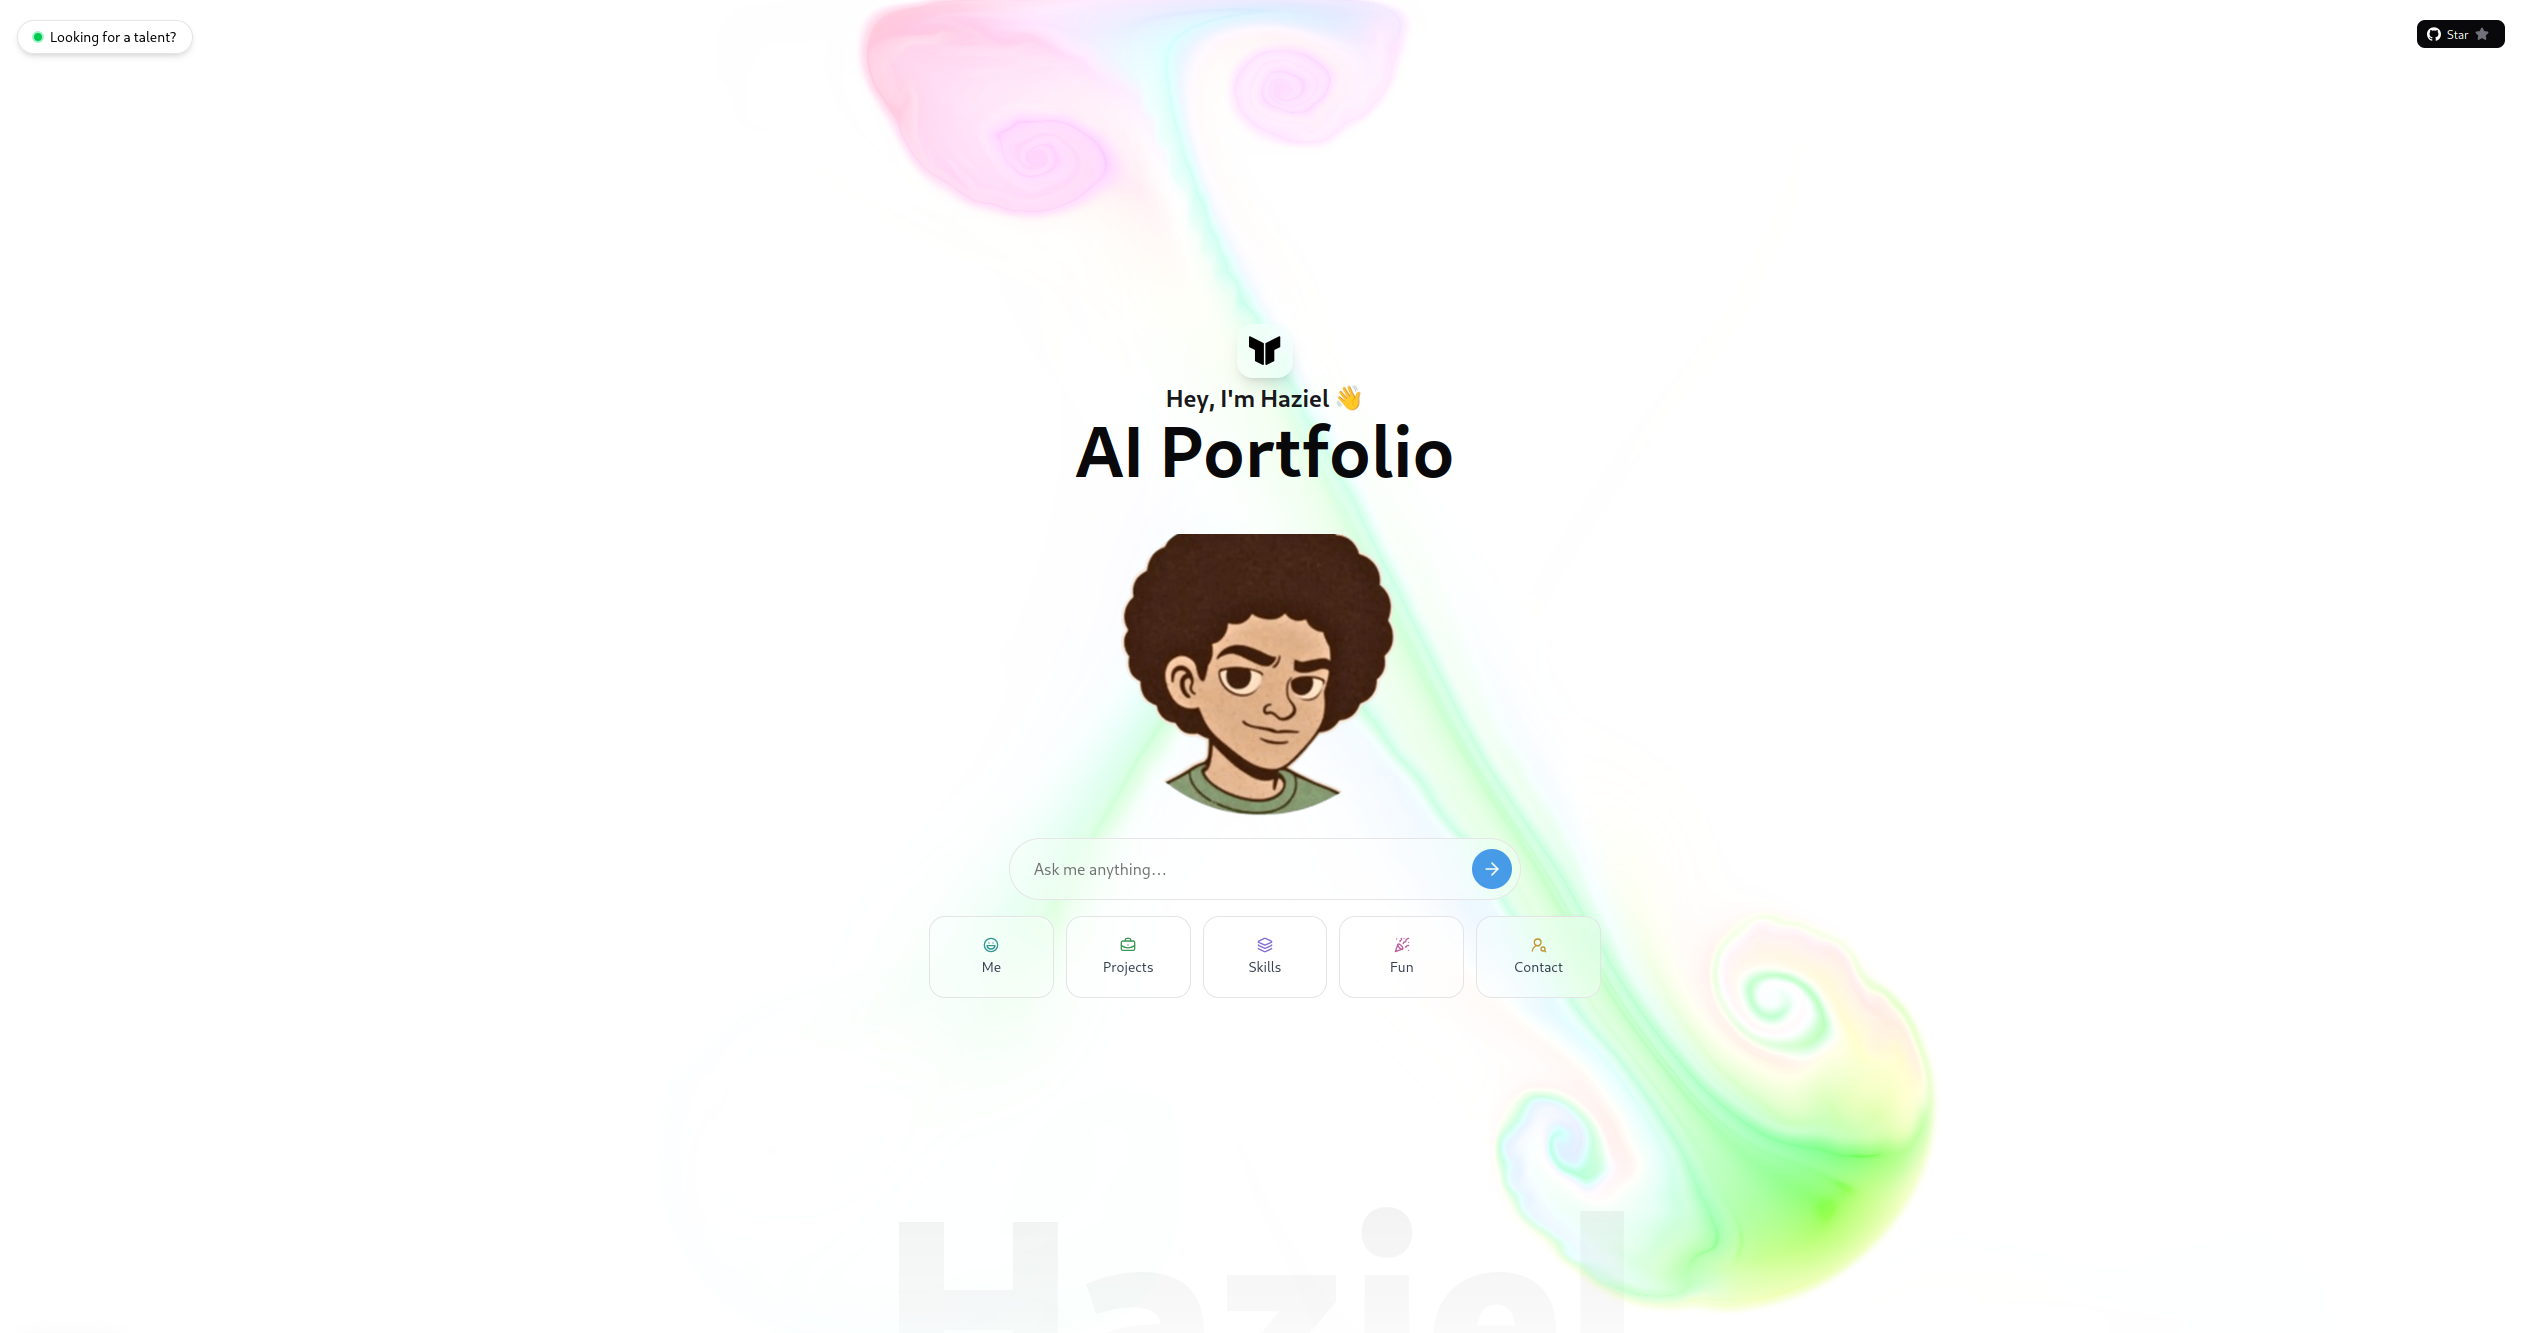 Looking for a talent?
Star
Hey, I'm Haziel 👋
AI Portfolio
Ask me anything...
Me
Projects
Skills
Fun
Contact
Haziel